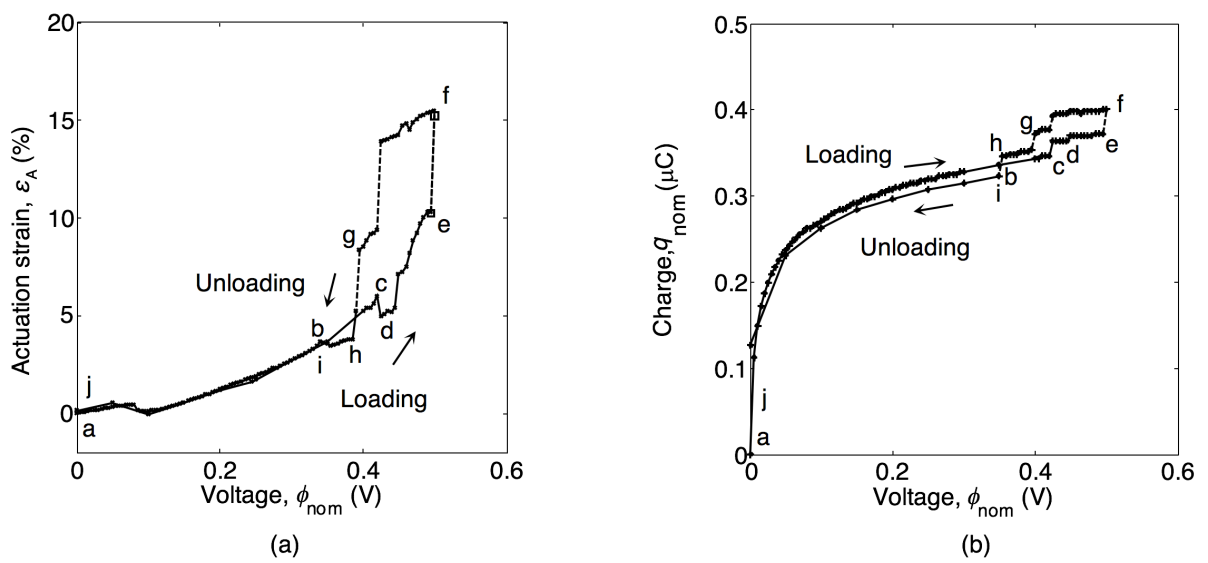 20
15
10
5
0
Actuation strain, εA (%)
f
e
g
c
d
b
i
h
j
a
Unloading
Loading
0
0.2
0.4
0.6
Voltage, ϕnom (V)
(a)
0.5
0.4
0.3
0.2
0.1
0
Charge,qnom(μC)
f
g
e
h
d
c
b
i
Loading
Unloading
j
a
0
0.2
0.4
0.6
Voltage, ϕnom (V)
(b)